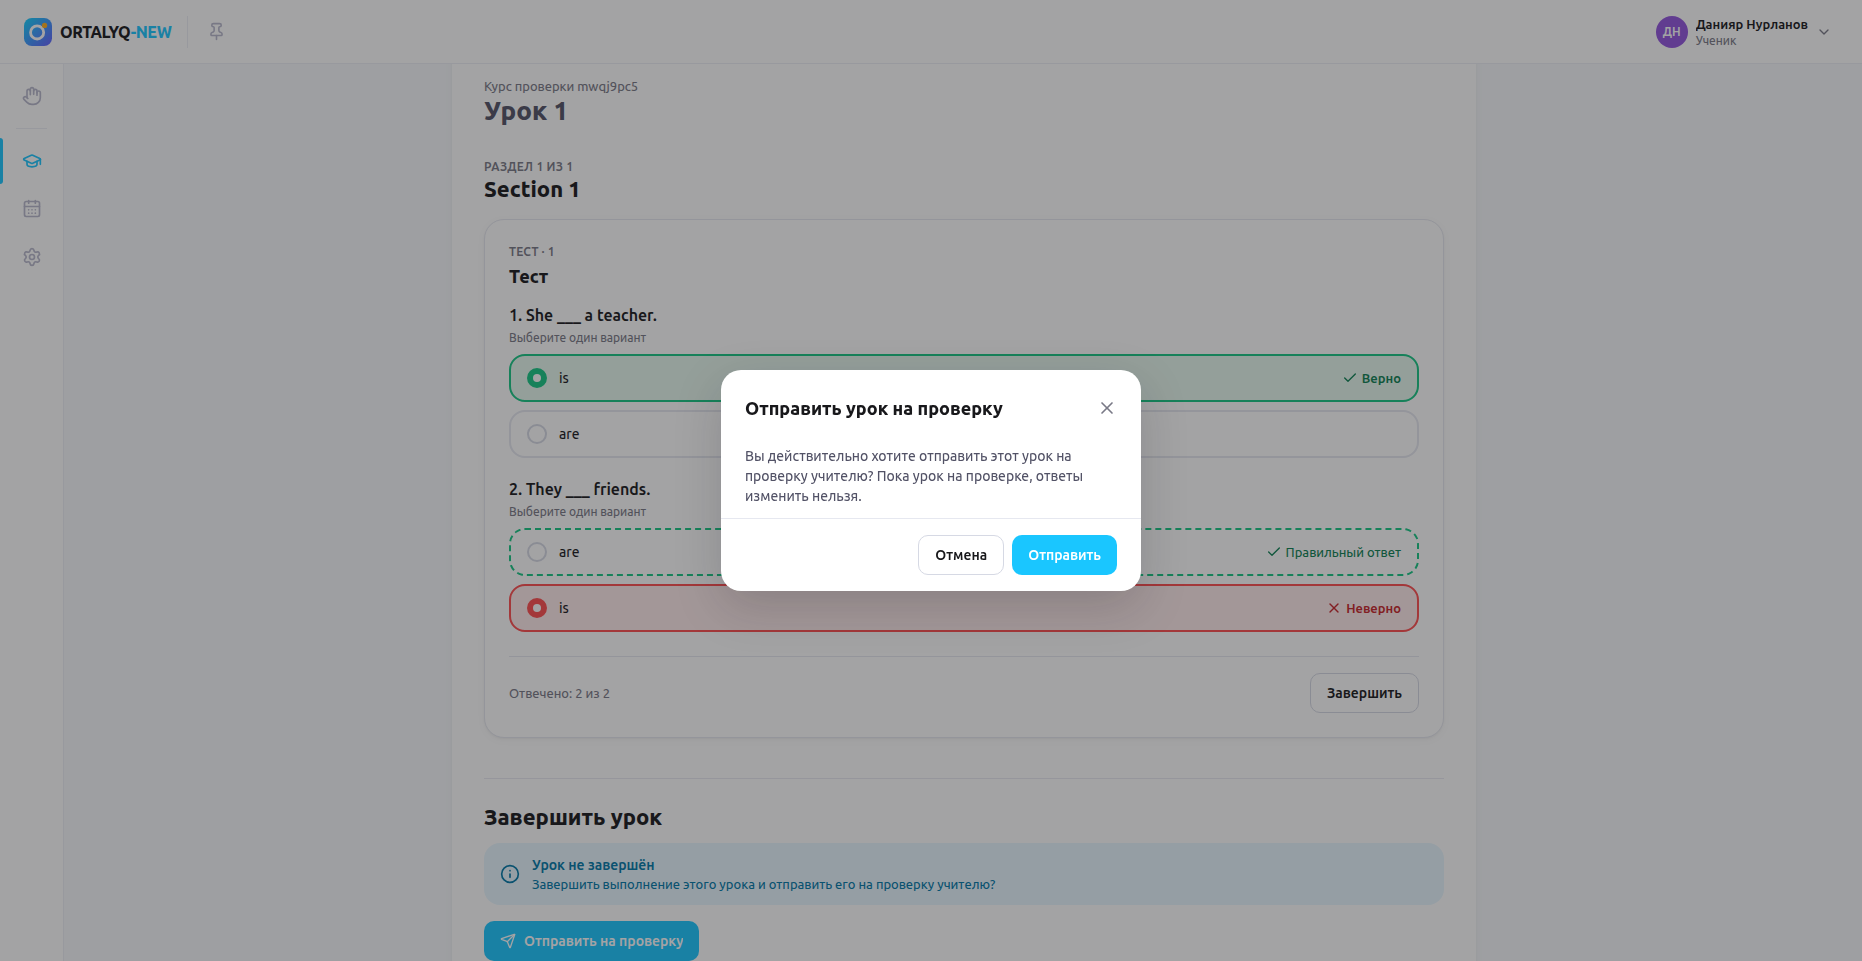 ORTALYQ-NEW
ДН
Данияр Нурланов
Ученик
Курс проверки mwqj9pc5
Урок 1
РАЗДЕЛ 1 ИЗ 1
Section 1
ТЕСТ · 1
Тест
1. She ___ a teacher.
Выберите один вариант
is
Верно
are
2. They ___ friends.
Выберите один вариант
are
Правильный ответ
is
Неверно
Отвечено: 2 из 2
Завершить
Отправить урок на проверку
Вы действительно хотите отправить этот урок на
проверку учителю? Пока урок на проверке, ответы
изменить нельзя.
Отмена
Отправить
Завершить урок
Урок не завершён
Завершить выполнение этого урока и отправить его на проверку учителю?
Отправить на проверку